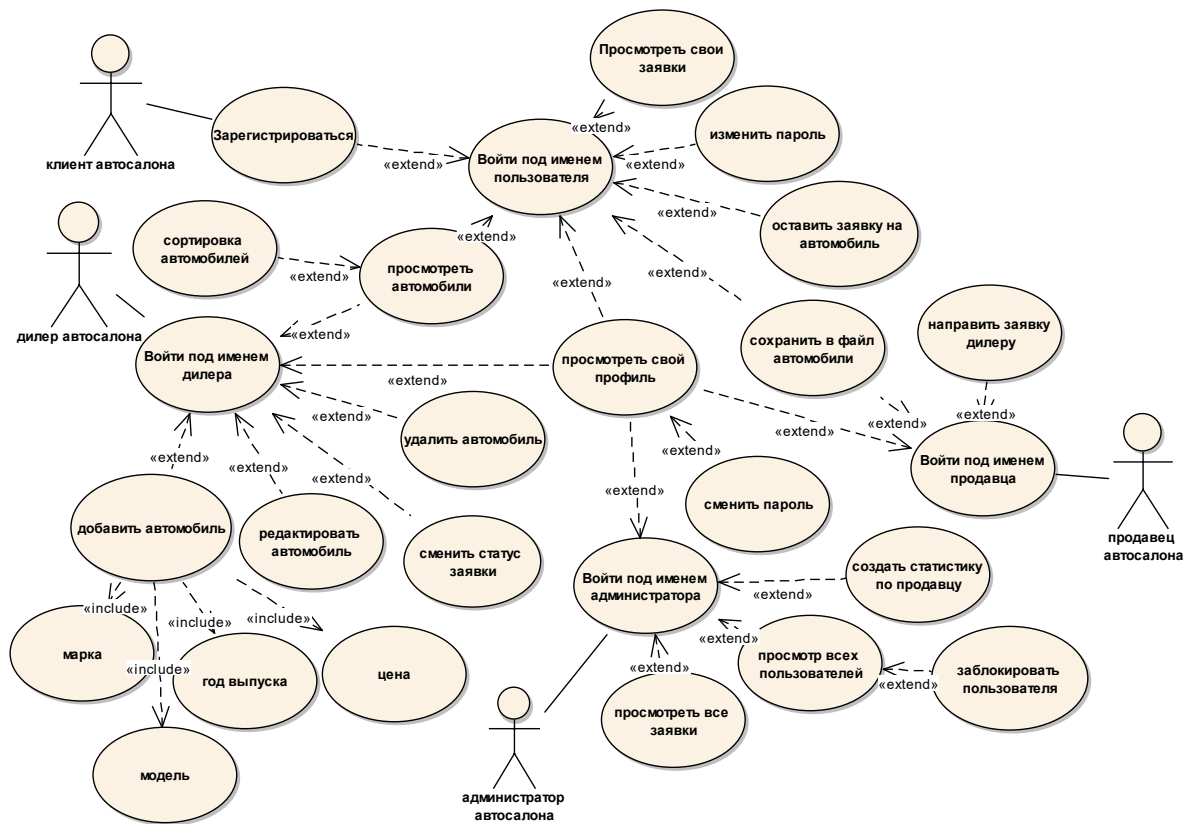 Просмотреть свои
заявки
«extend»
изменить пароль
«extend»
клиент автосалона
Зарегистрироваться
«extend»
Войти под именем
пользователя
оставить заявку на
автомобиль
«extend»
сортировка
автомобилей
«extend»
просмотреть
автомобили
«extend»
«extend»
«extend»
«extend»
дилер автосалона
Войти под именем
дилера
просмотреть свой
профиль
«extend»
сохранить в файл
автомобили
«extend»
направить заявку
дилеру
«extend»
удалить автомобиль
«extend»
«extend»
Войти под именем
продавца
продавец
автосалона
«extend»
«extend»
«extend»
добавить автомобиль
редактировать
автомобиль
сменить статус
заявки
«extend»
сменить пароль
«extend»
Войти под именем
администратора
создать статистику
по продавцу
«extend»
«include»
«include»
«include»
«include»
марка
год выпуска
цена
модель
«extend»
просмотр всех
пользователей
«extend»
заблокировать
пользователя
«extend»
просмотреть все
заявки
администратор
автосалона